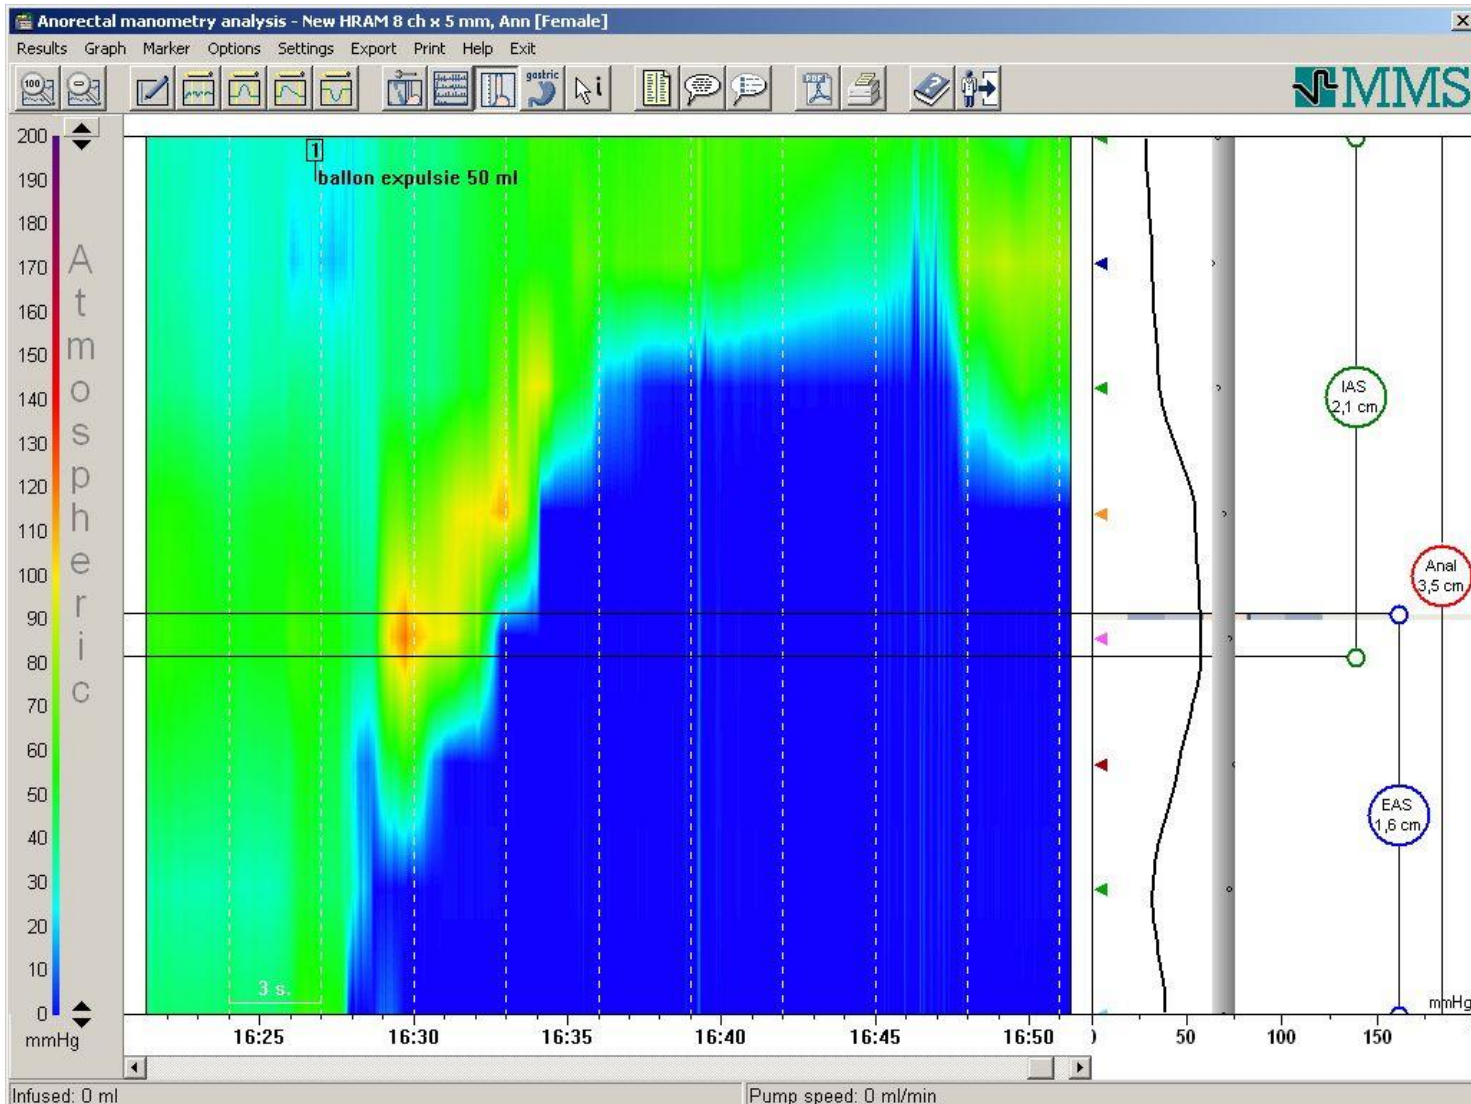 Anorectal manometry analysis - New HRAM 8 ch x 5 mm, Ann [Female]
Results Graph Marker Options Settings Export Print Help Exit
100
gastric
i
PDF
?
MMS
200
190
180
170
160
150
140
130
120
110
100
90
80
70
60
50
40
30
20
10
0
mmHg
Atmospheric
1
ballon expulsie 50 ml
3 s.
16:25 16:30 16:35 16:40 16:45 16:50
IAS
2,1 cm
Anal
3,5 cm
EAS
1,6 cm
mmHg
0 50 100 150
Infused: 0 ml
Pump speed: 0 ml/min